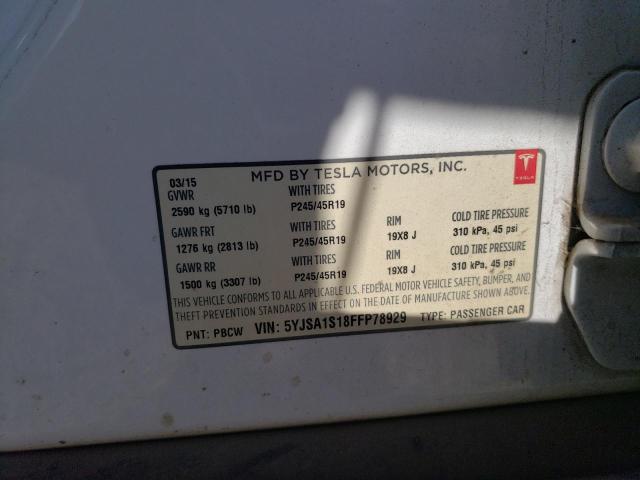 03/15 MFD BY TESLA MOTORS, INC.
TESLA
GVWR WITH TIRES
2590 kg (5710 lb) P245/45R19
GAWR FRT WITH TIRES RIM COLD TIRE PRESSURE
1276 kg (2813 lb) P245/45R19 19X8 J 310 kPa, 45 psi
GAWR RR WITH TIRES RIM COLD TIRE PRESSURE
1500 kg (3307 lb) P245/45R19 19X8 J 310 kPa, 45 psi
THIS VEHICLE CONFORMS TO ALL APPLICABLE U.S. FEDERAL MOTOR VEHICLE SAFETY, BUMPER, AND
THEFT PREVENTION STANDARDS IN EFFECT ON THE DATE OF MANUFACTURE SHOWN ABOVE.
PNT: PBCW VIN: 5YJSA1S18FFP78929 TYPE: PASSENGER CAR